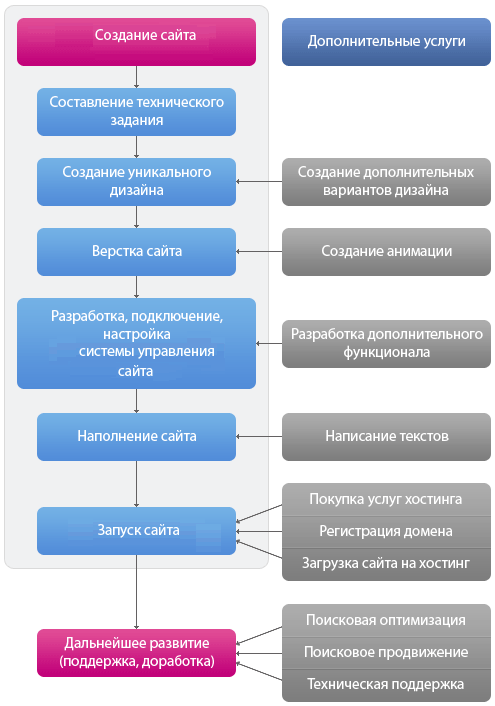 Создание сайта
Дополнительные услуги
Составление технического
задания
Создание уникального
дизайна
Создание дополнительных
вариантов дизайна
Верстка сайта
Создание анимации
Разработка, подключение,
настройка
системы управления
сайта
Разработка дополнительного
функционала
Наполнение сайта
Написание текстов
Запуск сайта
Покупка услуг хостинга
Регистрация домена
Загрузка сайта на хостинг
Дальнейшее развитие
(поддержка, доработка)
Поисковая оптимизация
Поисковое продвижение
Техническая поддержка